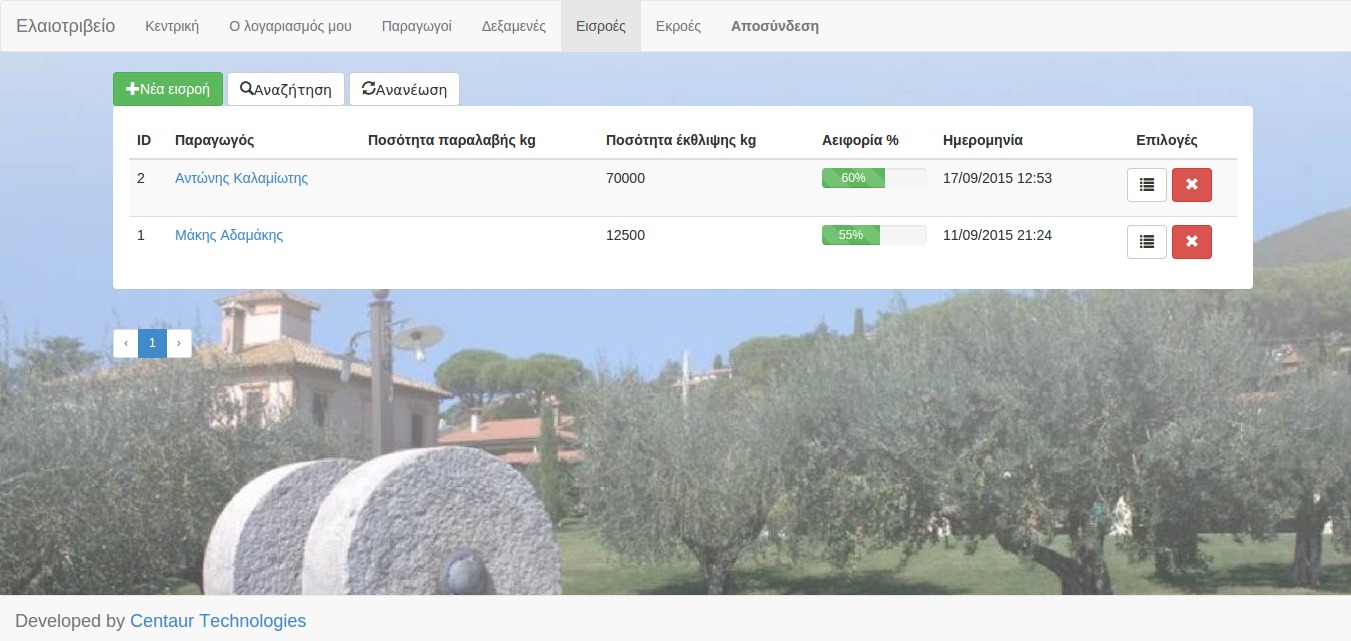 Ελαιοτριβείο Κεντρική Ο λογαριασμός μου Παραγωγοί Δεξαμενές Εισροές Εκροές Αποσύνδεση
Νέα εισροή Αναζήτηση Ανανέωση
ID Παραγωγός Ποσότητα παραλαβής kg Ποσότητα έκθλιψης kg Αειφορία % Ημερομηνία Επιλογές
2 Αντώνης Καλαμιώτης 70000 60% 17/09/2015 12:53
1 Μάκης Αδαμάκης 12500 55% 11/09/2015 21:24
‹ 1 ›
Developed by Centaur Technologies